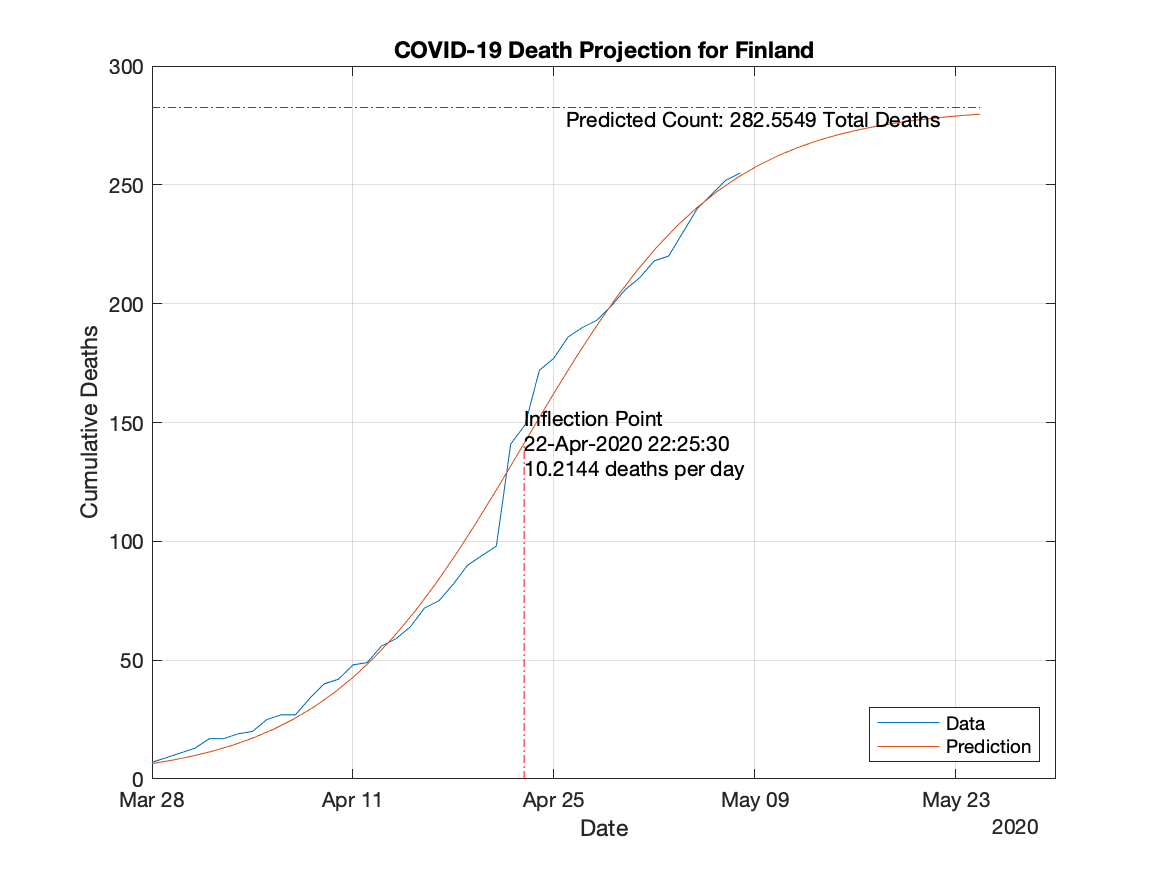 COVID-19 Death Projection for Finland
300
250
200
150
100
50
0
Cumulative Deaths
Predicted Count: 282.5549 Total Deaths
Inflection Point
22-Apr-2020 22:25:30
10.2144 deaths per day
Data
Prediction
Mar 28
Apr 11
Apr 25
May 09
May 23
Date
2020